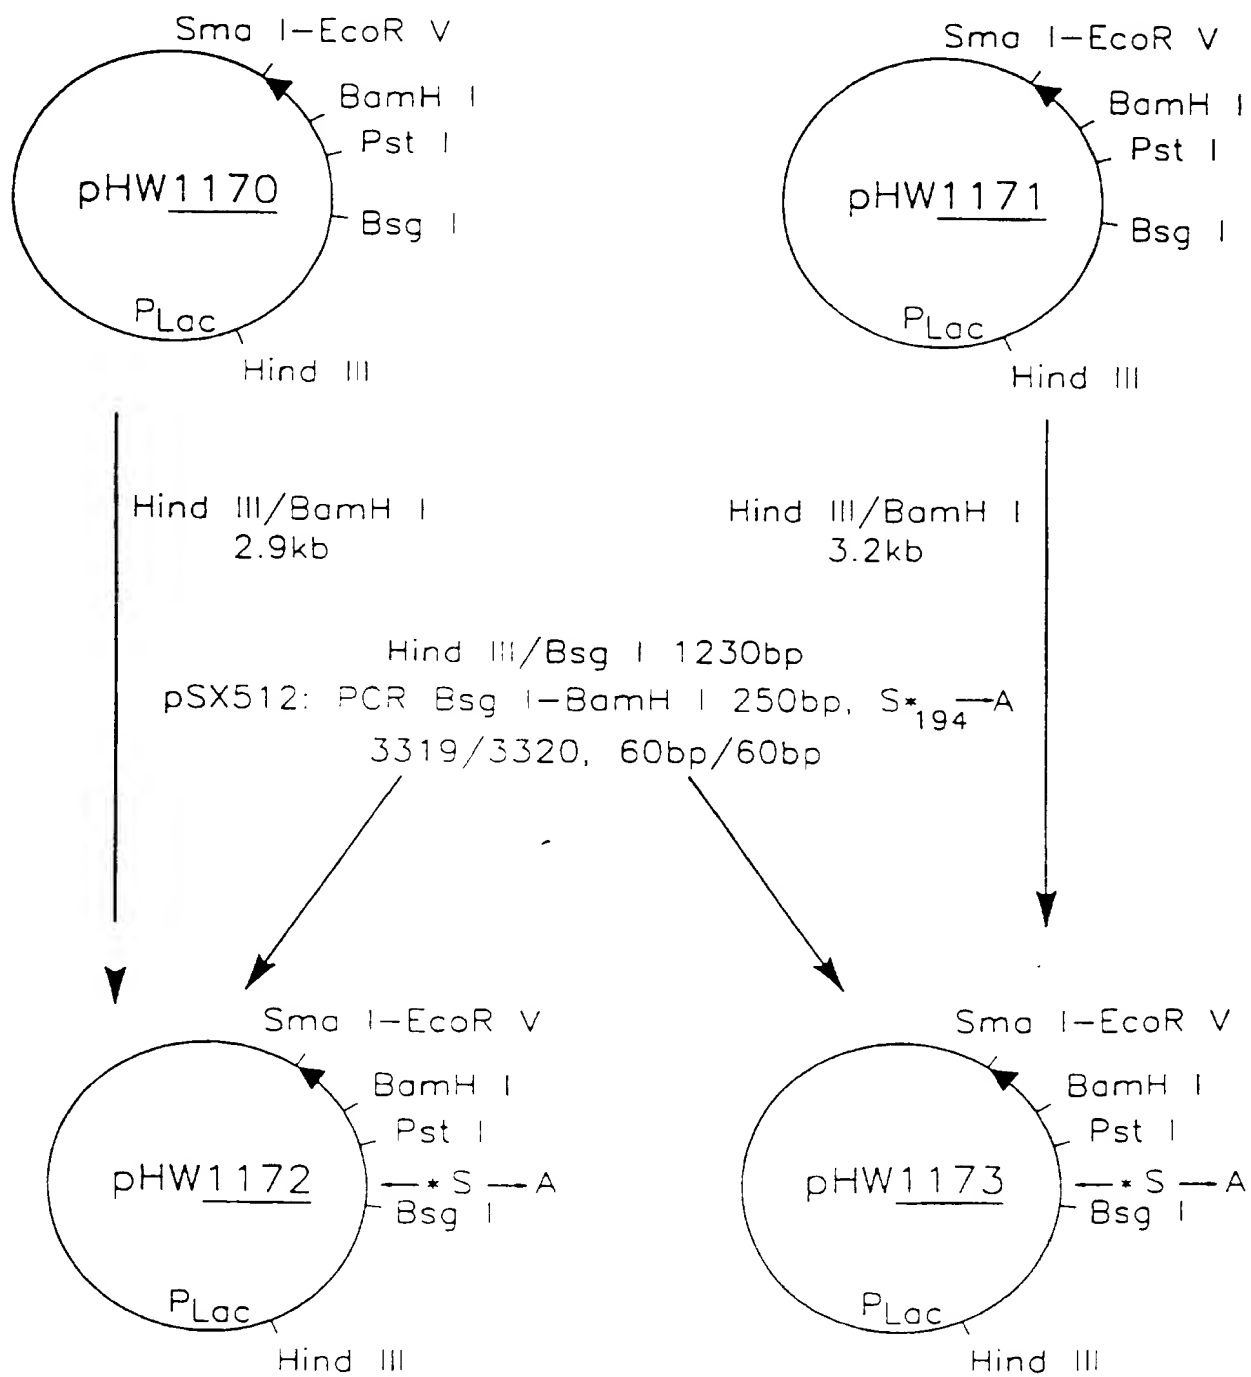 Sma I-EcoR V
BamH I
Pst I
pHW1170
Bsg I
PLac
Hind III
Sma I-EcoR V
BamH I
Pst I
pHW1171
Bsg I
PLac
Hind III
Hind III/BamH I
2.9kb
Hind III/BamH I
3.2kb
Hind III/Bsg I 1230bp
pSX512: PCR Bsg I-BamH I 250bp, S*194→A
3319/3320, 60bp/60bp
Sma I-EcoR V
BamH I
Pst I
pHW1172
←*S→A
Bsg I
PLac
Hind III
Sma I-EcoR V
BamH I
Pst I
pHW1173
←*S→A
Bsg I
PLac
Hind III